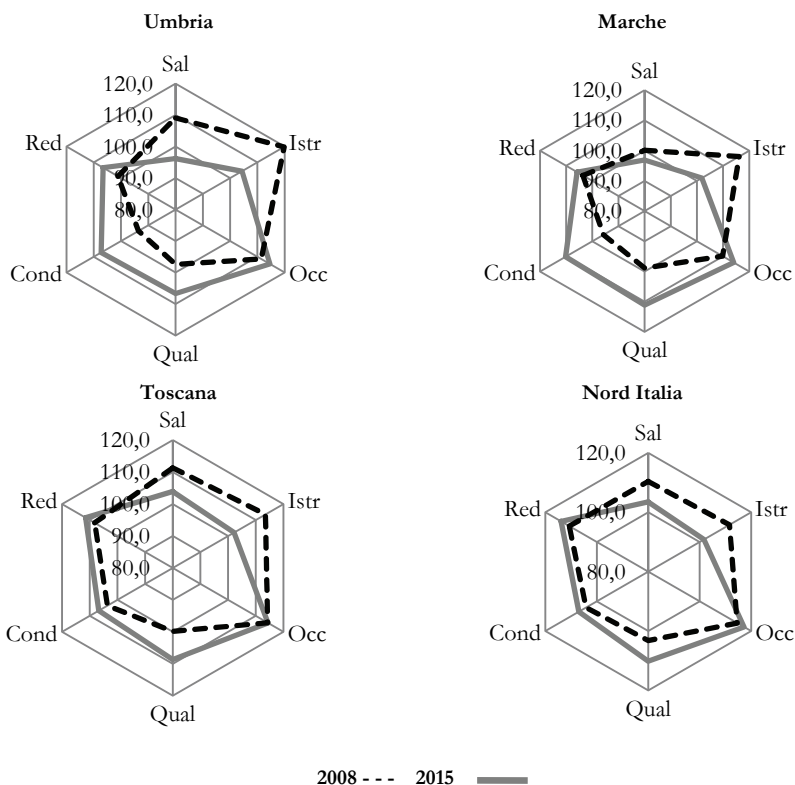 Umbria
Sal
120,0
110,0
100,0
90,0
80,0
Red
Istr
Cond
Occ
Qual
Marche
Sal
120,0
110,0
100,0
90,0
80,0
Red
Istr
Cond
Occ
Qual
Toscana
Sal
120,0
110,0
100,0
90,0
80,0
Red
Istr
Cond
Occ
Qual
Nord Italia
Sal
120,0
100,0
80,0
Red
Istr
Cond
Occ
Qual
2008 - - - 2015